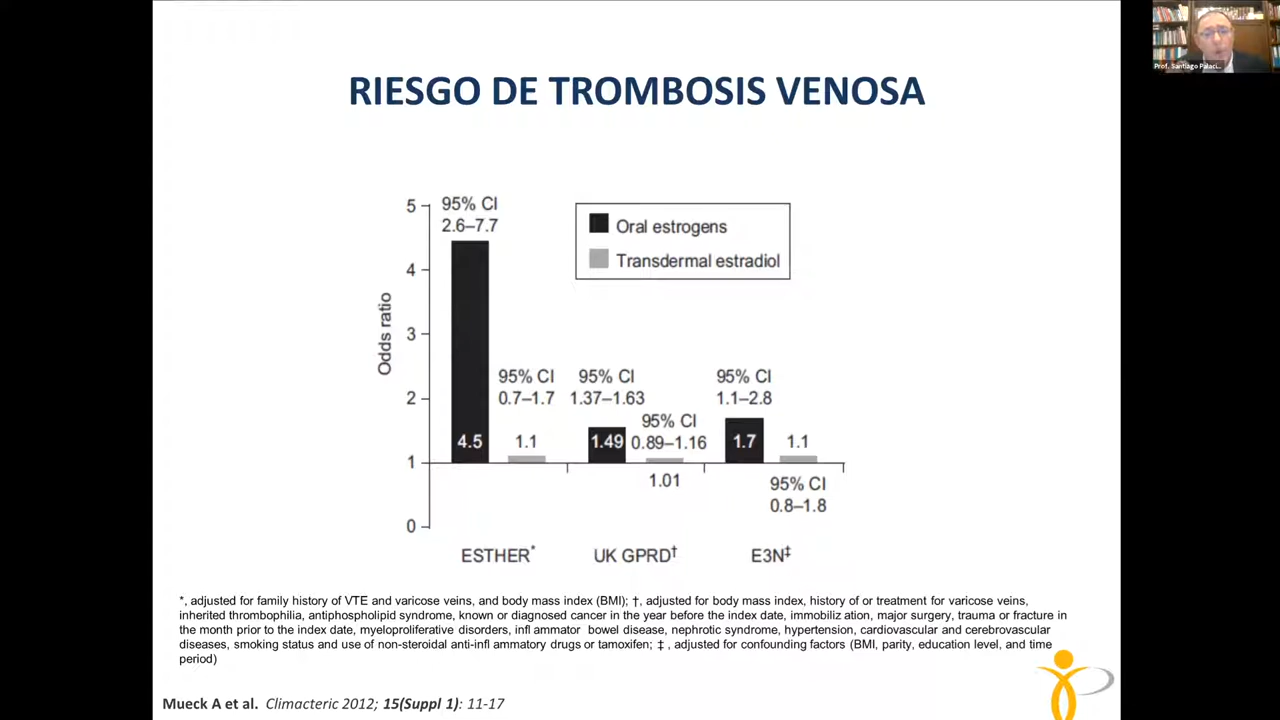 Prof. Santiago Palaci...
RIESGO DE TROMBOSIS VENOSA
Odds ratio
5
4
3
2
1
0
95% CI
2.6–7.7
4.5
95% CI
0.7–1.7
1.1
95% CI
1.37–1.63
1.49
95% CI
0.89–1.16
1.01
95% CI
1.1–2.8
1.7
1.1
95% CI
0.8–1.8
Oral estrogens
Transdermal estradiol
ESTHER*
UK GPRD†
E3N‡
*, adjusted for family history of VTE and varicose veins, and body mass index (BMI); †, adjusted for body mass index, history of or treatment for varicose veins,
inherited thrombophilia, antiphospholipid syndrome, known or diagnosed cancer in the year before the index date, immobiliz ation, major surgery, trauma or fracture in
the month prior to the index date, myeloproliferative disorders, infl ammator bowel disease, nephrotic syndrome, hypertension, cardiovascular and cerebrovascular
diseases, smoking status and use of non-steroidal anti-infl ammatory drugs or tamoxifen; ‡ , adjusted for confounding factors (BMI, parity, education level, and time
period)
Mueck A et al. Climacteric 2012; 15(Suppl 1): 11-17